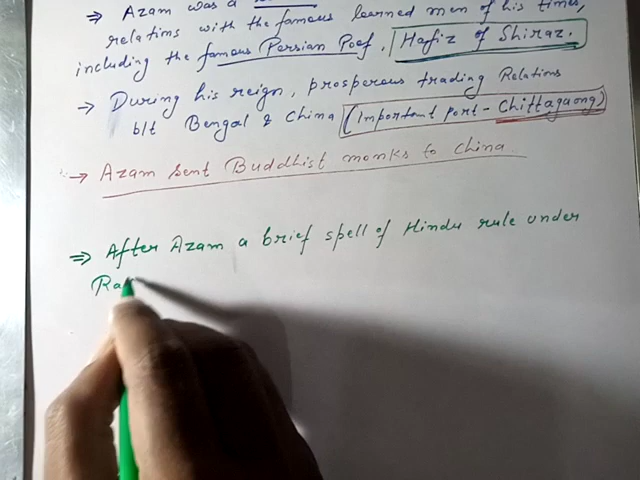 ⇒ Azam was a
relations with the famous learned men of his times,
including the famous Persian Poet, Hafiz of Shiraz.
→ During his reign, prosperous trading Relations
b/t Bengal & China (Important port - Chittagaong)
→ Azam sent Buddhist monks to China.
⇒ After Azam a brief spell of Hindu rule under
Ra